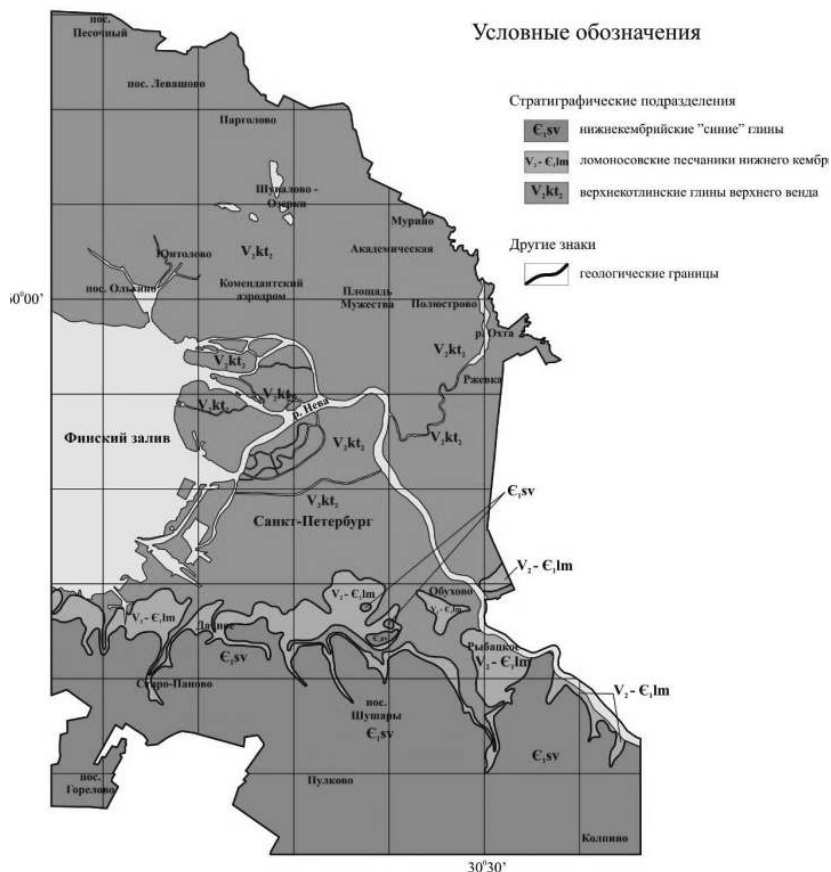 Условные обозначения
Стратиграфические подразделения
Є₁sv нижнекембрийские "синие" глины
V₂ - Є₁lm ломоносовские песчаники нижнего кембри
V₂kt₂ верхнекотлинские глины верхнего венда
Другие знаки
геологические границы
пос.
Песочный
пос. Левашово
Парголово
Шувалово -
Озерки
Мурино
Академическая
V₂kt₂
Юнтолово
пос. Ольгино
Комендантский
аэродром
Площадь
Мужества
Полюстрово
60°00'
р. Охта
V₂kt₂
Ржевка
V₂kt₂
V₂kt₂
V₂kt₂
р. Нева
Финский залив
V₂kt₂
V₂kt₂
V₂kt₂
Санкт-Петербург
Є₁sv
V₂ - Є₁lm
V₂ - Є₁lm
Обухово
V₂ - Є₁lm
V₂ - Є₁lm
Дачное
Є₁sv
Є₁sv
Рыбацкое
V₂ - Є₁lm
Старо-Паново
V₂ - Є₁lm
пос.
Шушары
Є₁sv
Є₁sv
пос.
Горелово
Пулково
Колпино
30°30'